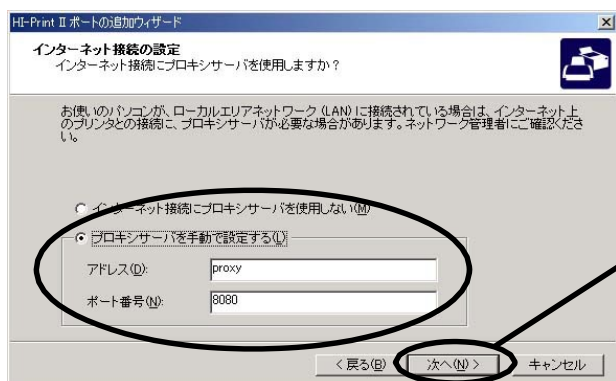 HI-Print Ⅱ ポートの追加ウィザード
インターネット接続の設定
インターネット接続にプロキシサーバを使用しますか？
お使いのパソコンが、ローカルエリアネットワーク (LAN) に接続されている場合は、インターネット上
のプリンタとの接続に、プロキシサーバが必要な場合があります。ネットワーク管理者にご確認くださ
い。
インターネット接続にプロキシサーバを使用しない(M)
プロキシサーバを手動で設定する(L)
アドレス(D): proxy
ポート番号(N): 8080
< 戻る(B) 次へ(N) > キャンセル